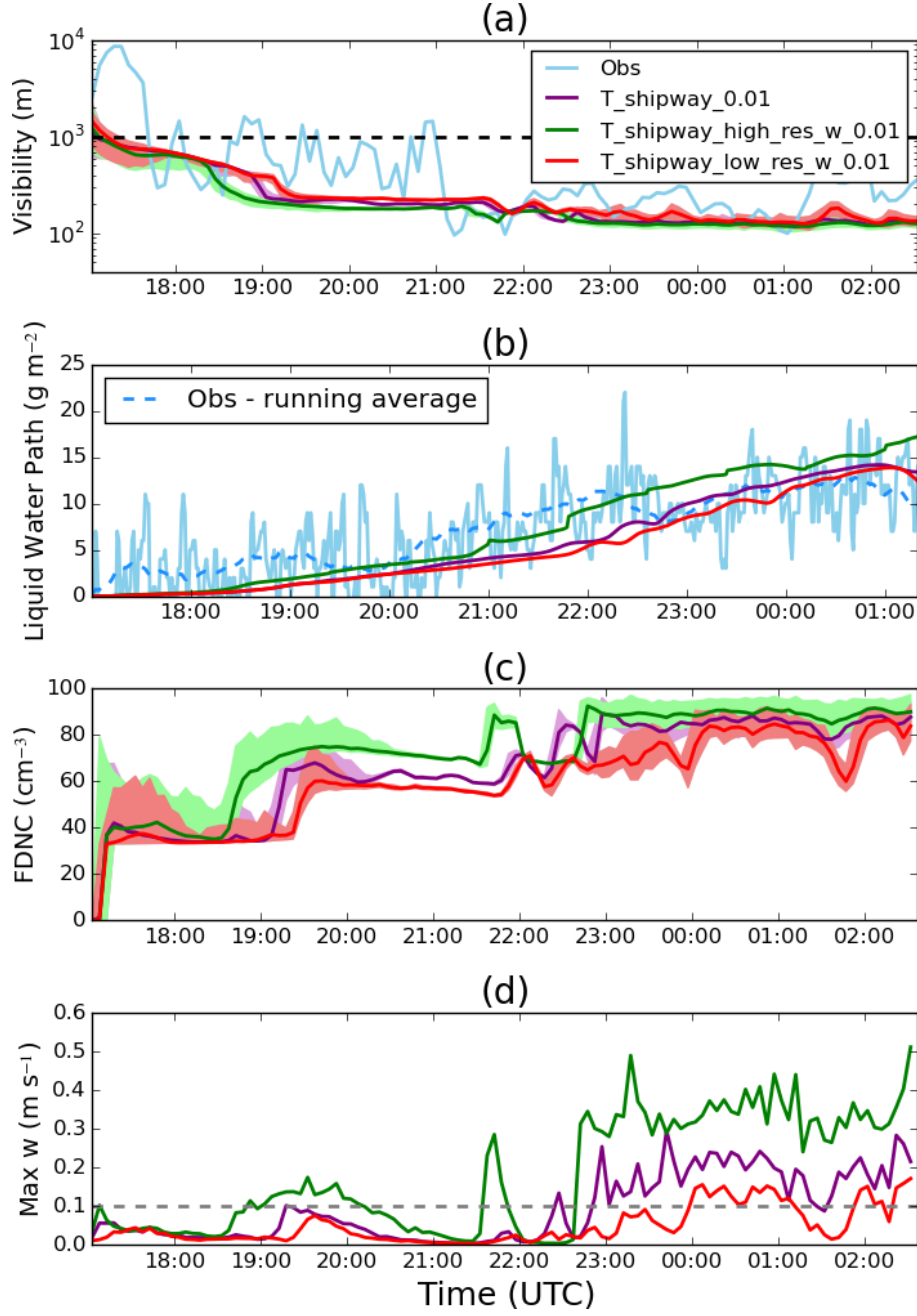 (a)
Visibility (m)
10⁴
10³
10²
Obs
T_shipway_0.01
T_shipway_high_res_w_0.01
T_shipway_low_res_w_0.01
18:00 19:00 20:00 21:00 22:00 23:00 00:00 01:00 02:00
(b)
Liquid Water Path (g m⁻²)
25
20
15
10
5
0
Obs - running average
18:00 19:00 20:00 21:00 22:00 23:00 00:00 01:00
(c)
FDNC (cm⁻³)
100
80
60
40
20
0
18:00 19:00 20:00 21:00 22:00 23:00 00:00 01:00 02:00
(d)
Max w (m s⁻¹)
0.6
0.5
0.4
0.3
0.2
0.1
0.0
18:00 19:00 20:00 21:00 22:00 23:00 00:00 01:00 02:00
Time (UTC)